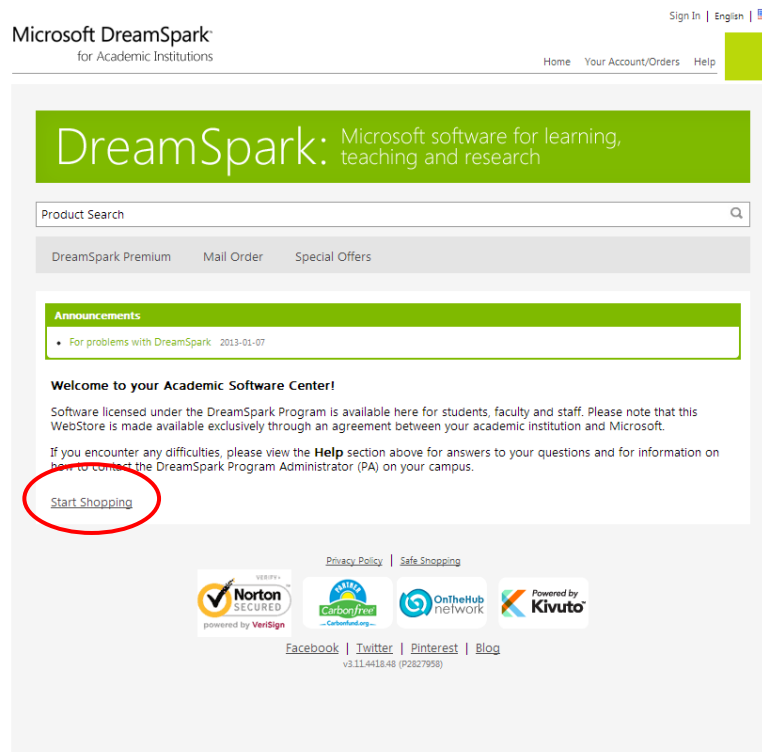 Sign In | English |
Microsoft DreamSpark
for Academic Institutions
Home Your Account/Orders Help
DreamSpark: Microsoft software for learning,
teaching and research
Product Search
DreamSpark Premium Mail Order Special Offers
Announcements
• For problems with DreamSpark 2013-01-07
Welcome to your Academic Software Center!
Software licensed under the DreamSpark Program is available here for students, faculty and staff. Please note that this
WebStore is made available exclusively through an agreement between your academic institution and Microsoft.
If you encounter any difficulties, please view the Help section above for answers to your questions and for information on
how to contact the DreamSpark Program Administrator (PA) on your campus.
Start Shopping
Privacy Policy | Safe Shopping
VERIFY▸
Norton
SECURED
powered by VeriSign
PARTNER
Carbonfree®
Carbonfund.org
OnTheHub
network
Powered by
Kivuto™
Facebook | Twitter | Pinterest | Blog
v3.11.4418.48 (P2827958)